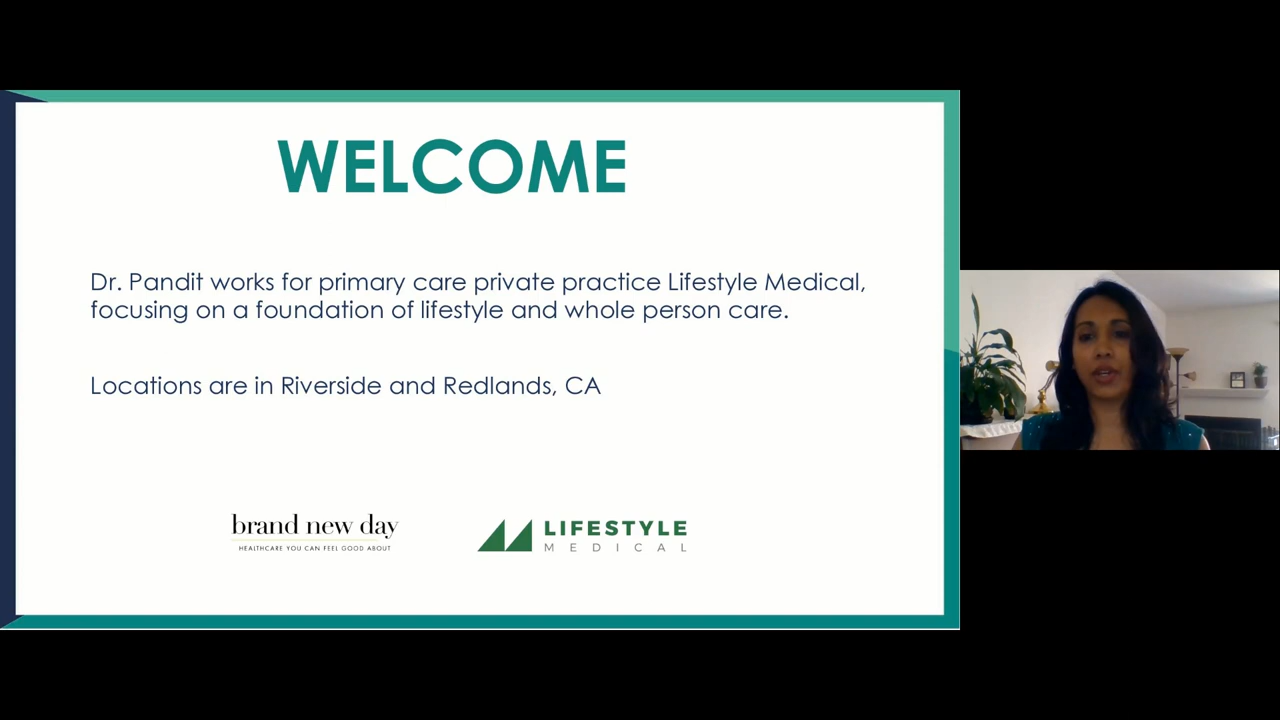 WELCOME
Dr. Pandit works for primary care private practice Lifestyle Medical,
focusing on a foundation of lifestyle and whole person care.
Locations are in Riverside and Redlands, CA
brand new day
HEALTHCARE YOU CAN FEEL GOOD ABOUT
LIFESTYLE
MEDICAL